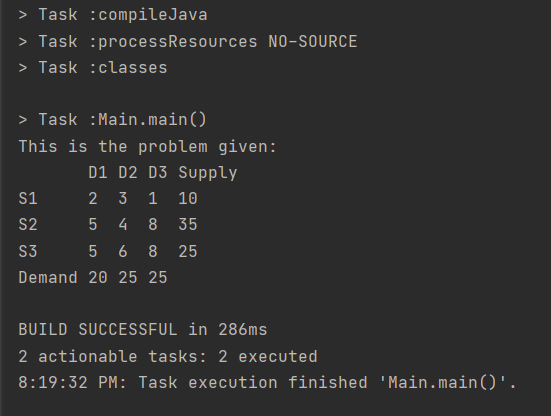 > Task :compileJava
> Task :processResources NO-SOURCE
> Task :classes
> Task :Main.main()
This is the problem given:
D1 D2 D3 Supply
S1 2 3 1 10
S2 5 4 8 35
S3 5 6 8 25
Demand 20 25 25
BUILD SUCCESSFUL in 286ms
2 actionable tasks: 2 executed
8:19:32 PM: Task execution finished 'Main.main()'.